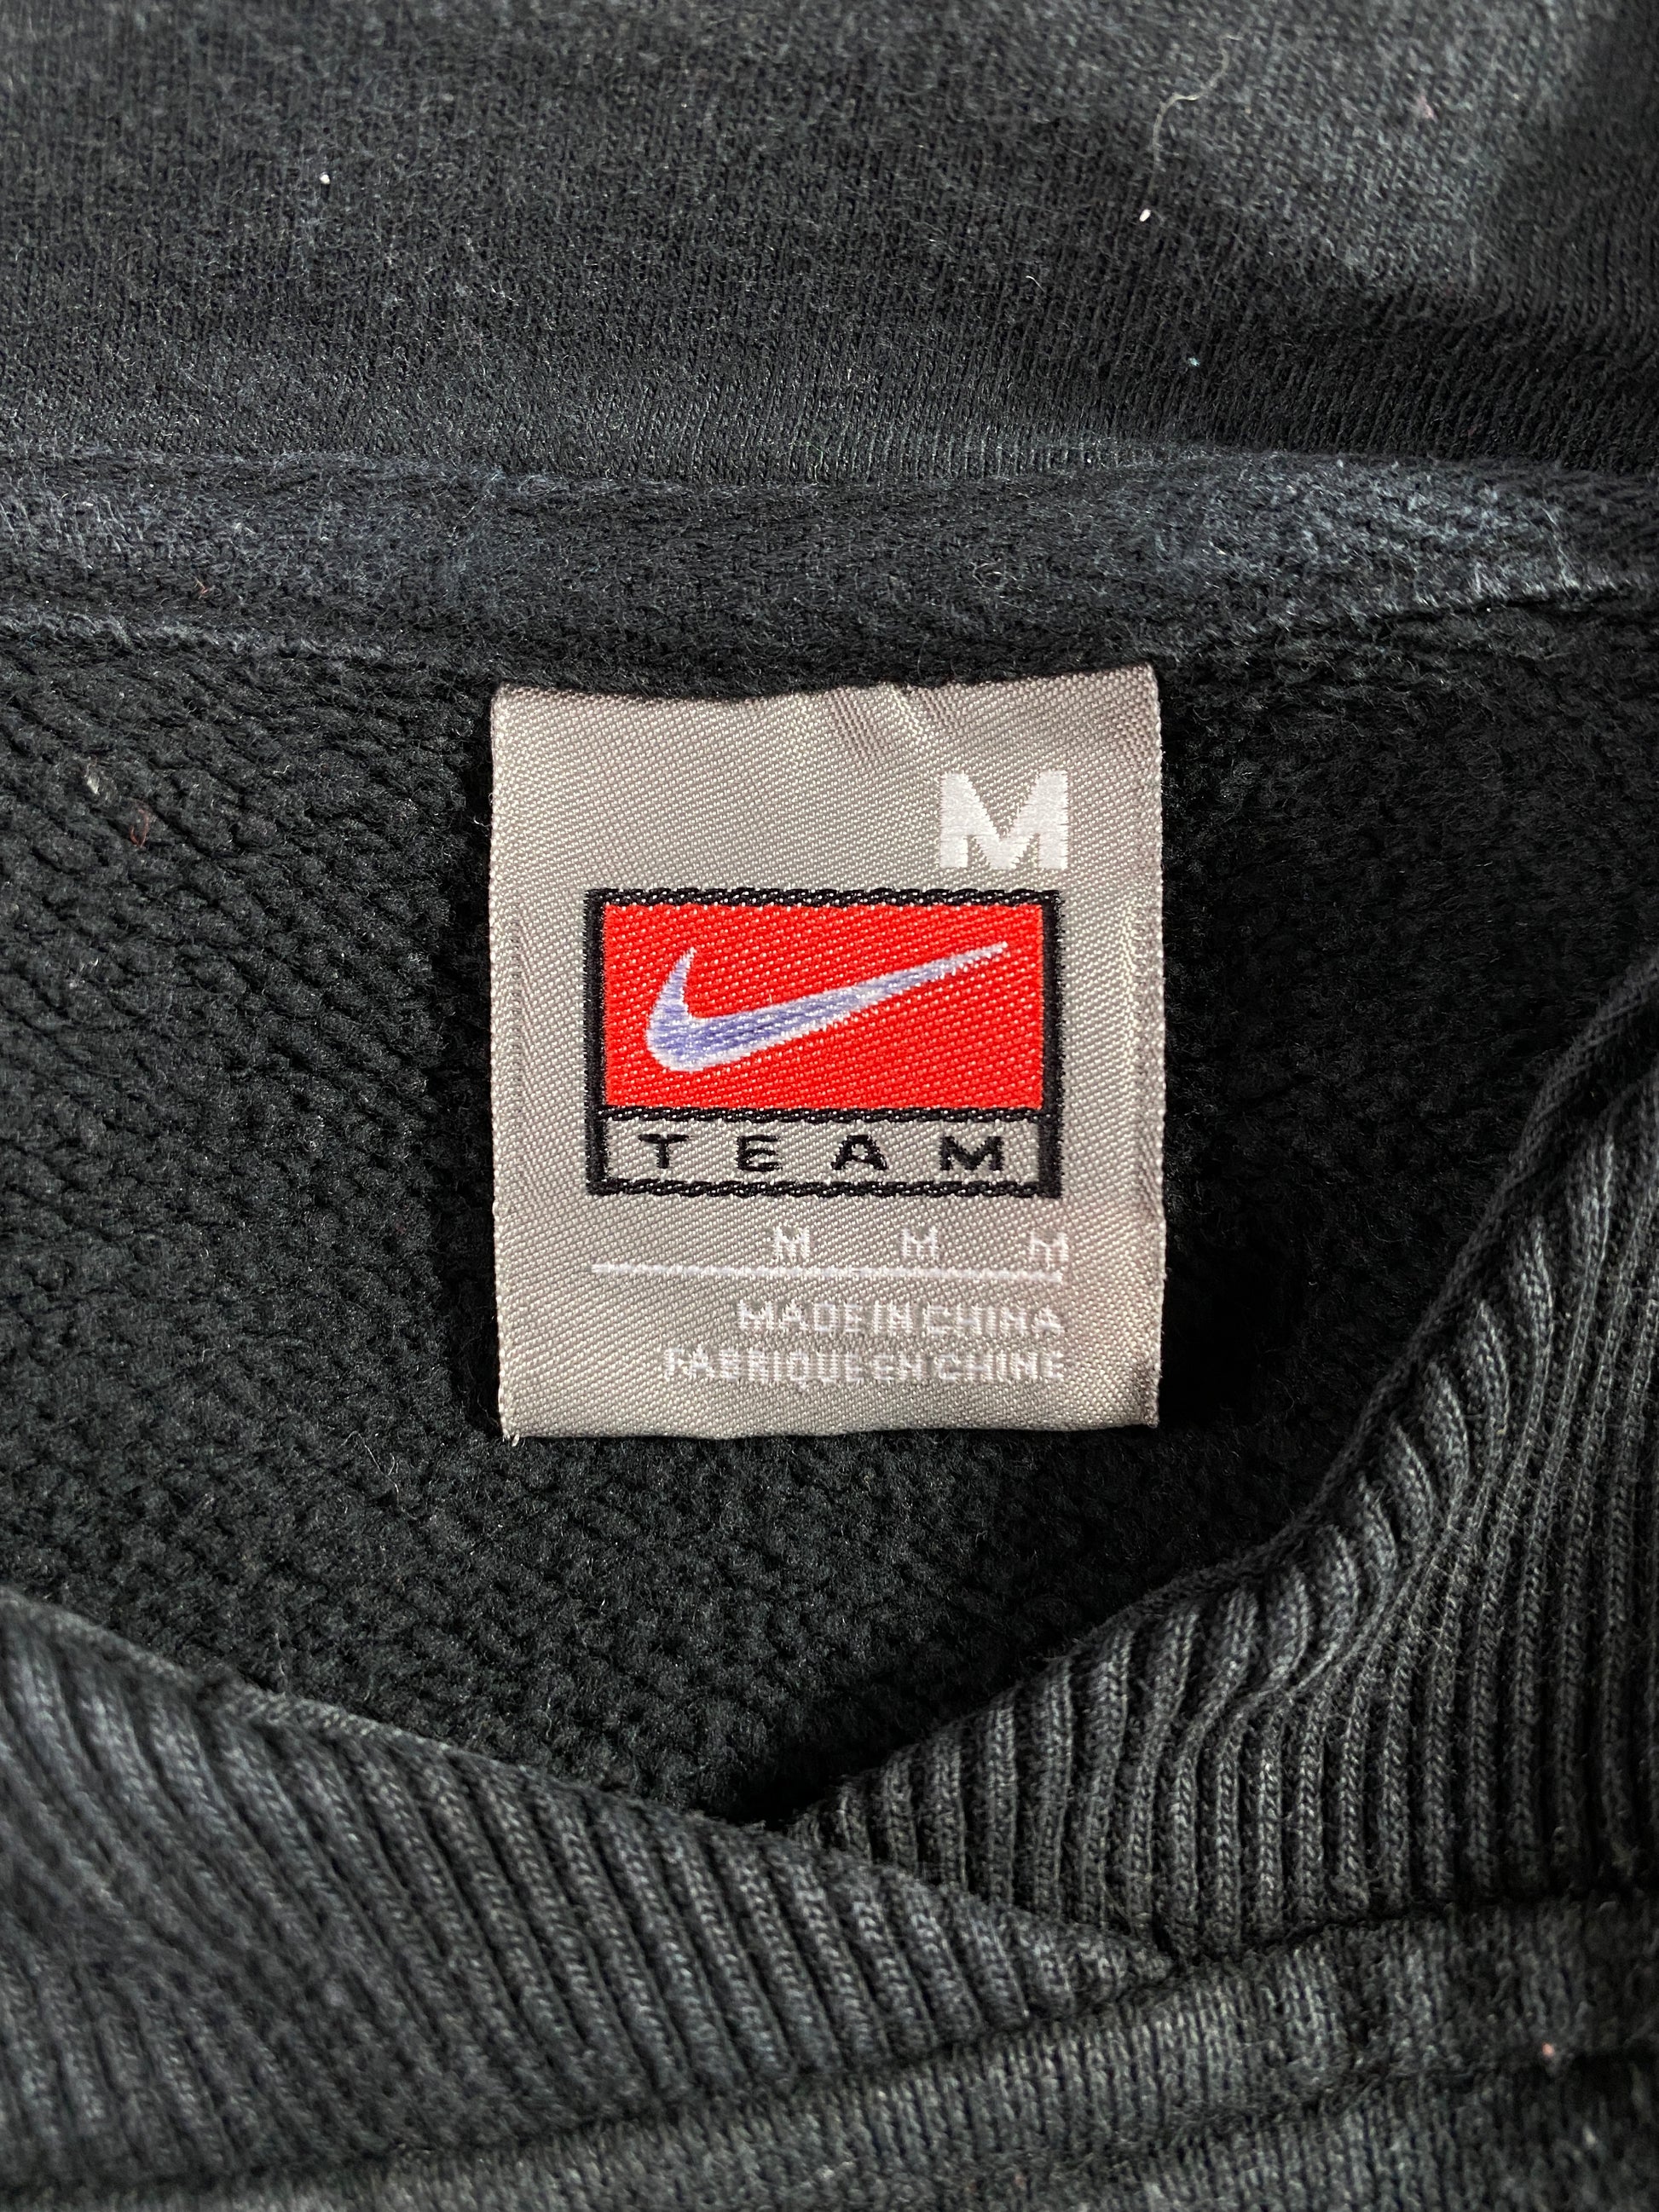 M
TEAM
M M M
MADE IN CHINA
FABRIQUE EN CHINE